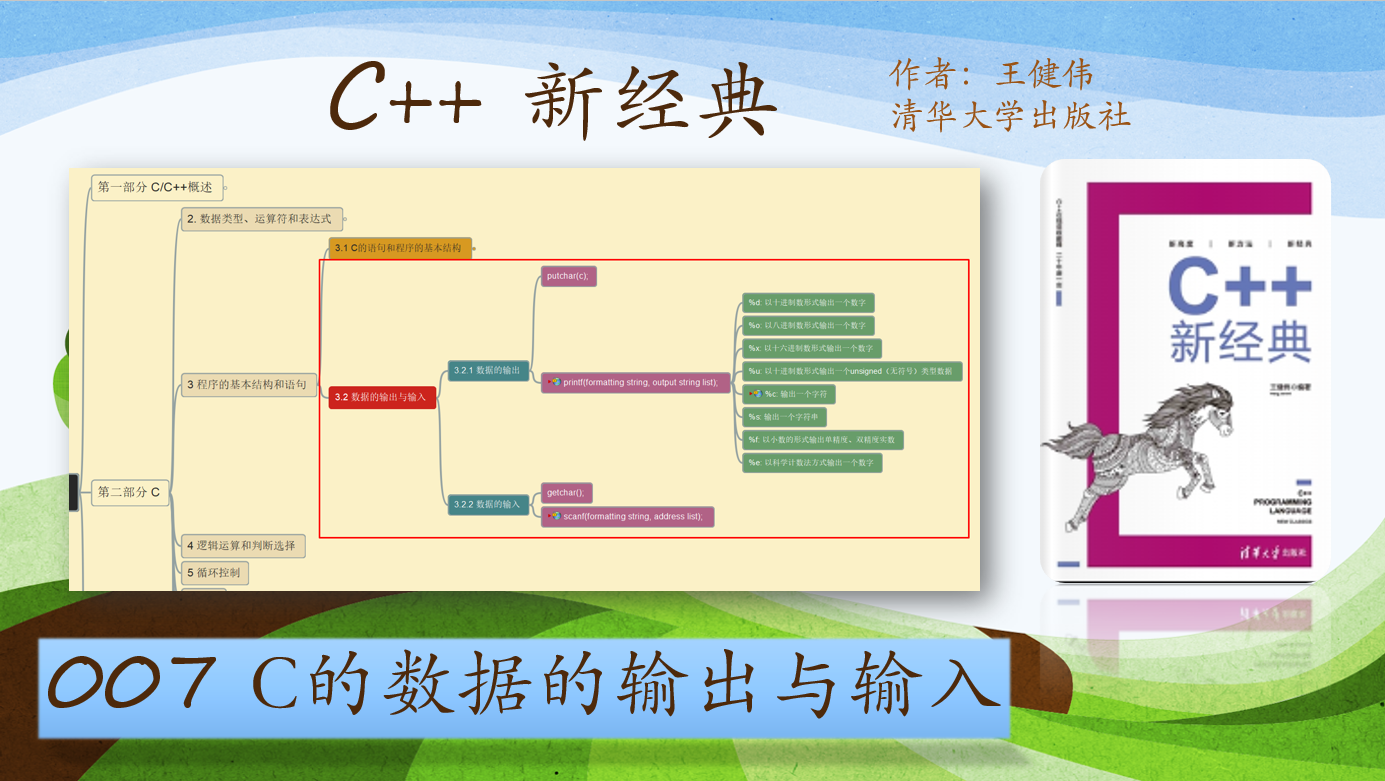 C++ 新经典
作者：王健伟
清华大学出版社
第一部分 C/C++概述
2. 数据类型、运算符和表达式
3.1 C的语句和程序的基本结构
putchar(c);
%d: 以十进制数形式输出一个数字
%o: 以八进制数形式输出一个数字
%x: 以十六进制数形式输出一个数字
3.2.1 数据的输出
%u: 以十进制数形式输出一个unsigned（无符号）类型数据
3 程序的基本结构和语句
printf(formatting string, output string list);
3.2 数据的输出与输入
%c: 输出一个字符
%s: 输出一个字符串
%f: 以小数的形式输出单精度、双精度实数
%e: 以科学计数法方式输出一个数字
第二部分 C
3.2.2 数据的输入
getchar();
scanf(formatting string, address list);
4 逻辑运算和判断选择
5 循环控制
新高度 | 新方法 | 新经典
C++
新经典
王健伟 编著
C++
PROGRAMMING
LANGUAGE
NEW CLASSICS
清华大学出版社
007 C的数据的输出与输入